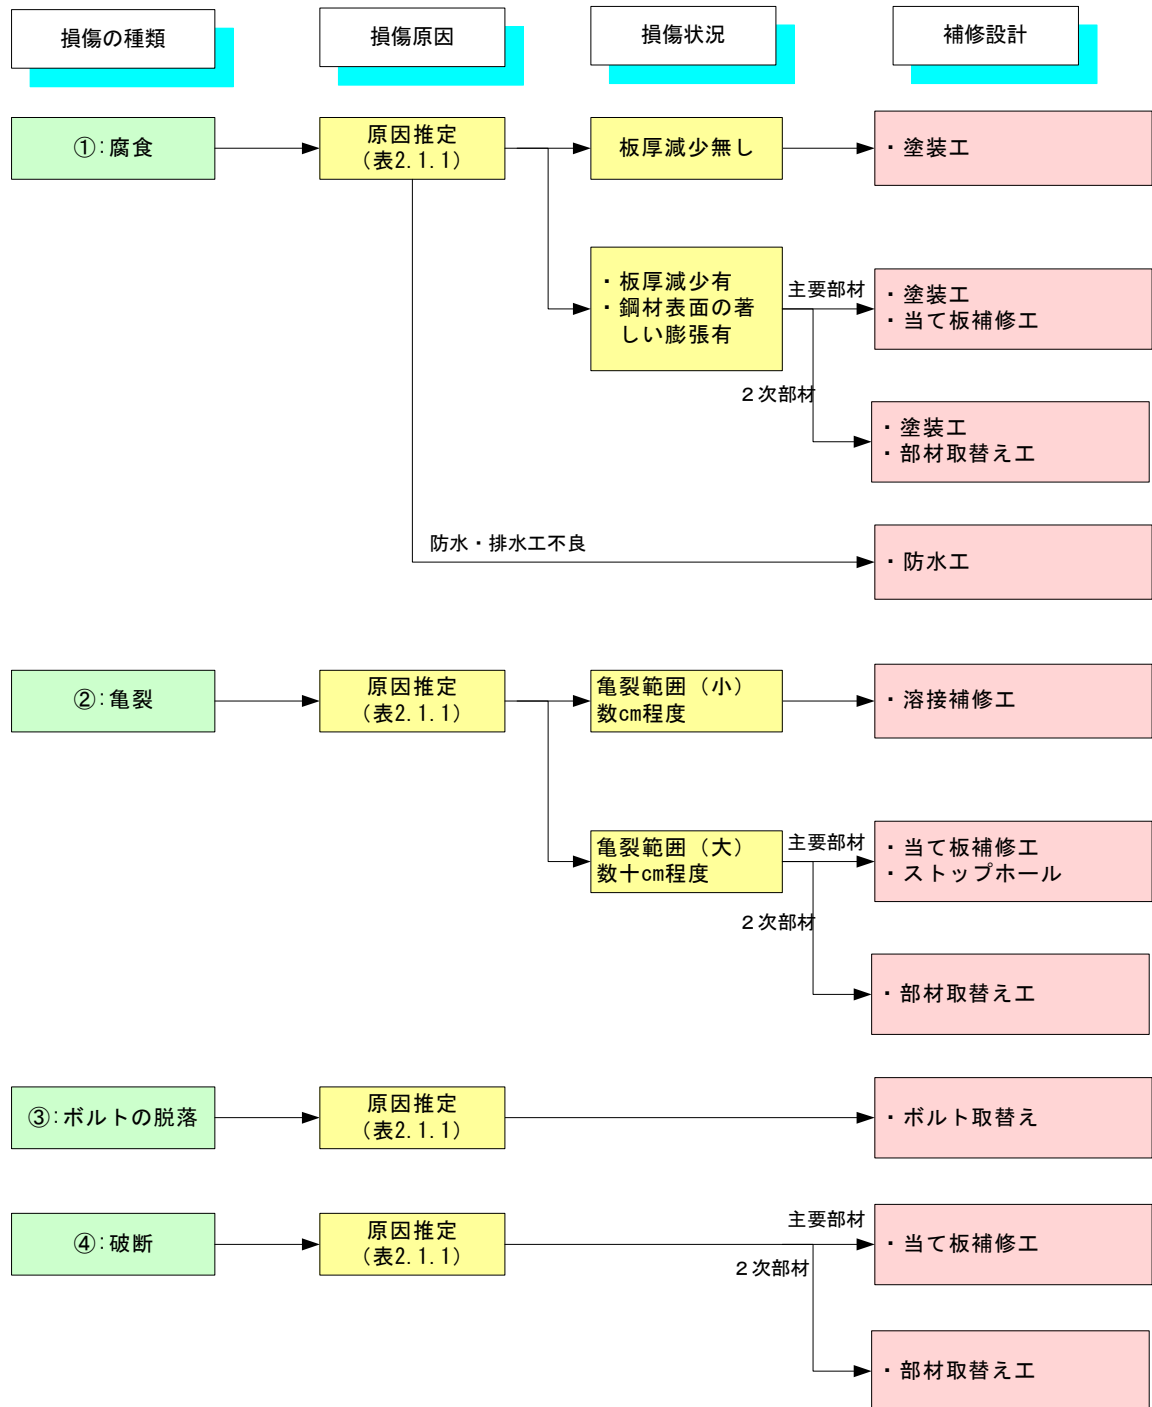 損傷の種類
損傷原因
損傷状況
補修設計
①:腐食
原因推定
(表2.1.1)
板厚減少無し
・塗装工
・板厚減少有
・鋼材表面の著
しい膨張有
主要部材
・塗装工
・当て板補修工
2次部材
・塗装工
・部材取替え工
防水・排水工不良
・防水工
②:亀裂
原因推定
(表2.1.1)
亀裂範囲（小）
数cm程度
・溶接補修工
亀裂範囲（大）
数十cm程度
主要部材
・当て板補修工
・ストップホール
2次部材
・部材取替え工
③:ボルトの脱落
原因推定
(表2.1.1)
・ボルト取替え
④:破断
原因推定
(表2.1.1)
主要部材
・当て板補修工
2次部材
・部材取替え工